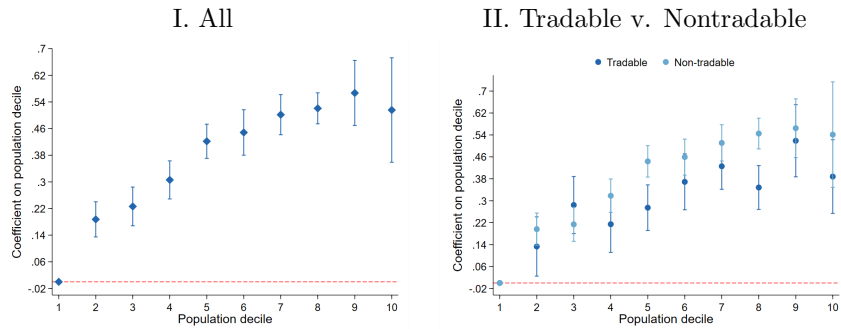 I. All
Coefficient on population decile
.7
.62
.54
.46
.38
.3
.22
.14
.06
-.02
1 2 3 4 5 6 7 8 9 10
Population decile
II. Tradable v. Nontradable
Tradable Non-tradable
Coefficient on population decile
.7
.62
.54
.46
.38
.3
.22
.14
.06
-.02
1 2 3 4 5 6 7 8 9 10
Population decile